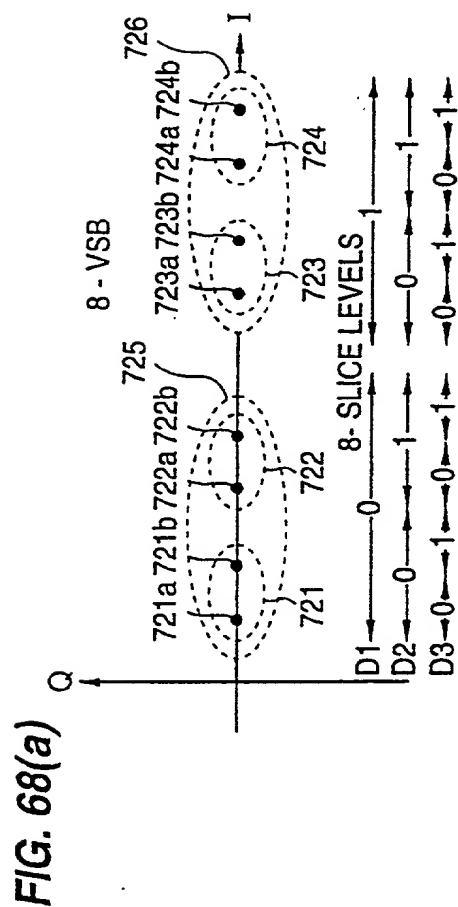 FIG. 68(a)
8 - VSB
Q
725
726
721a 721b 722a 722b 723a 723b 724a 724b
I
721 722 723 724
8- SLICE LEVELS
D1 0 1
D2 0 1 0 1
D3 0 1 0 1 0 1 0 1